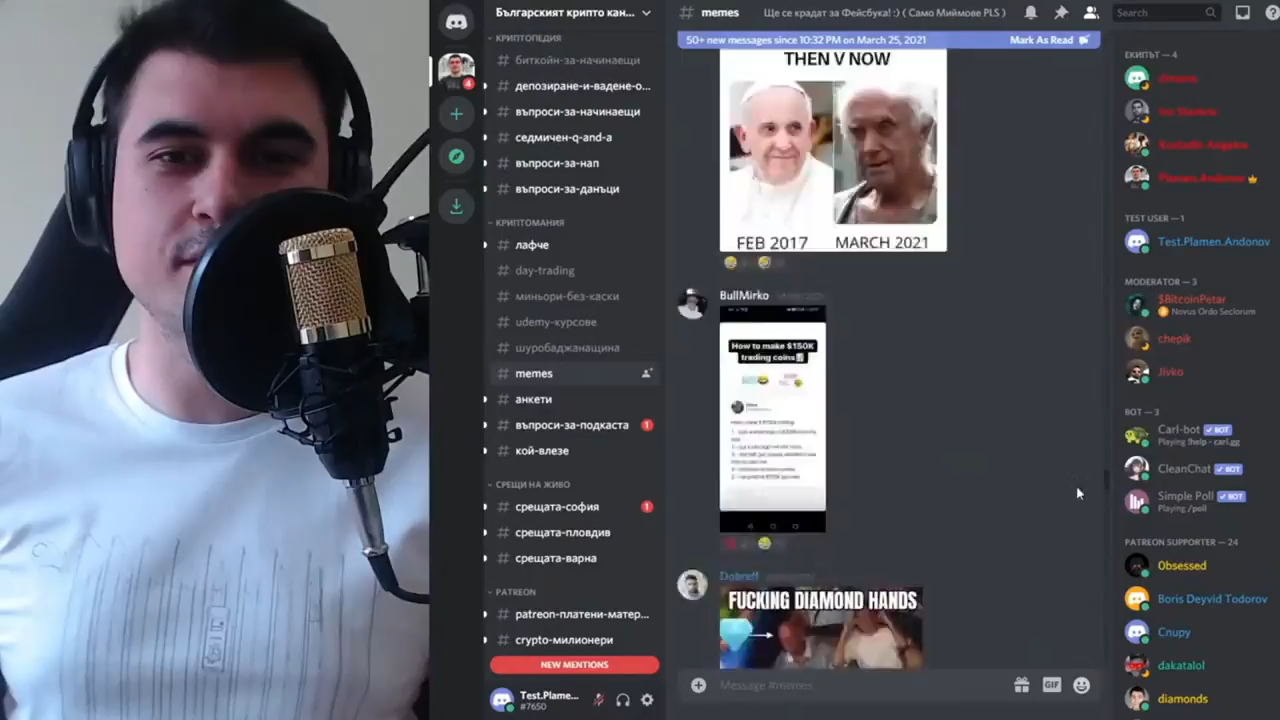 Българският крипто кан...
КРИПТОПЕДИЯ
# биткойн-за-начинаещи
# депозиране-и-вадене-о...
# въпроси-за-начинаещи
# седмичен-q-and-a
# въпроси-за-нап
# въпроси-за-данъци
КРИПТОМАНИЯ
# лафче
# day-trading
# миньори-без-каски
# udemy-курсове
# шуробаджанащина
# memes
# анкети
# въпроси-за-подкаста 1
# кой-влезе
СРЕЩИ НА ЖИВО
# срещата-софия 1
# срещата-пловдив
# срещата-варна
PATREON
# patreon-платени-матер...
# crypto-милионери
NEW MENTIONS
Test.Plame...
#7650
4
# memes
Ще се крадат за Фейсбука! :) ( Само Миймове PLS )
Search
50+ new messages since 10:32 PM on March 25, 2021
Mark As Read
THEN V NOW
FEB 2017 MARCH 2021
BullMirko
How to make $150K
trading coins
Dobreff
FUCKING DIAMOND HANDS
Message #memes
GIF
ЕКИПЪТ — 4
Plamen.Andonov
TEST USER — 1
Test.Plamen.Andonov
MODERATOR — 3
$BitcoinPetar
Novus Ordo Seclorum
chepik
Jivko
BOT — 3
Carl-bot BOT
Playing !help - carl.gg
CleanChat BOT
Simple Poll BOT
Playing /poll
PATREON SUPPORTER — 24
Obsessed
Boris Deyvid Todorov
Cnupy
dakatalol
diamonds